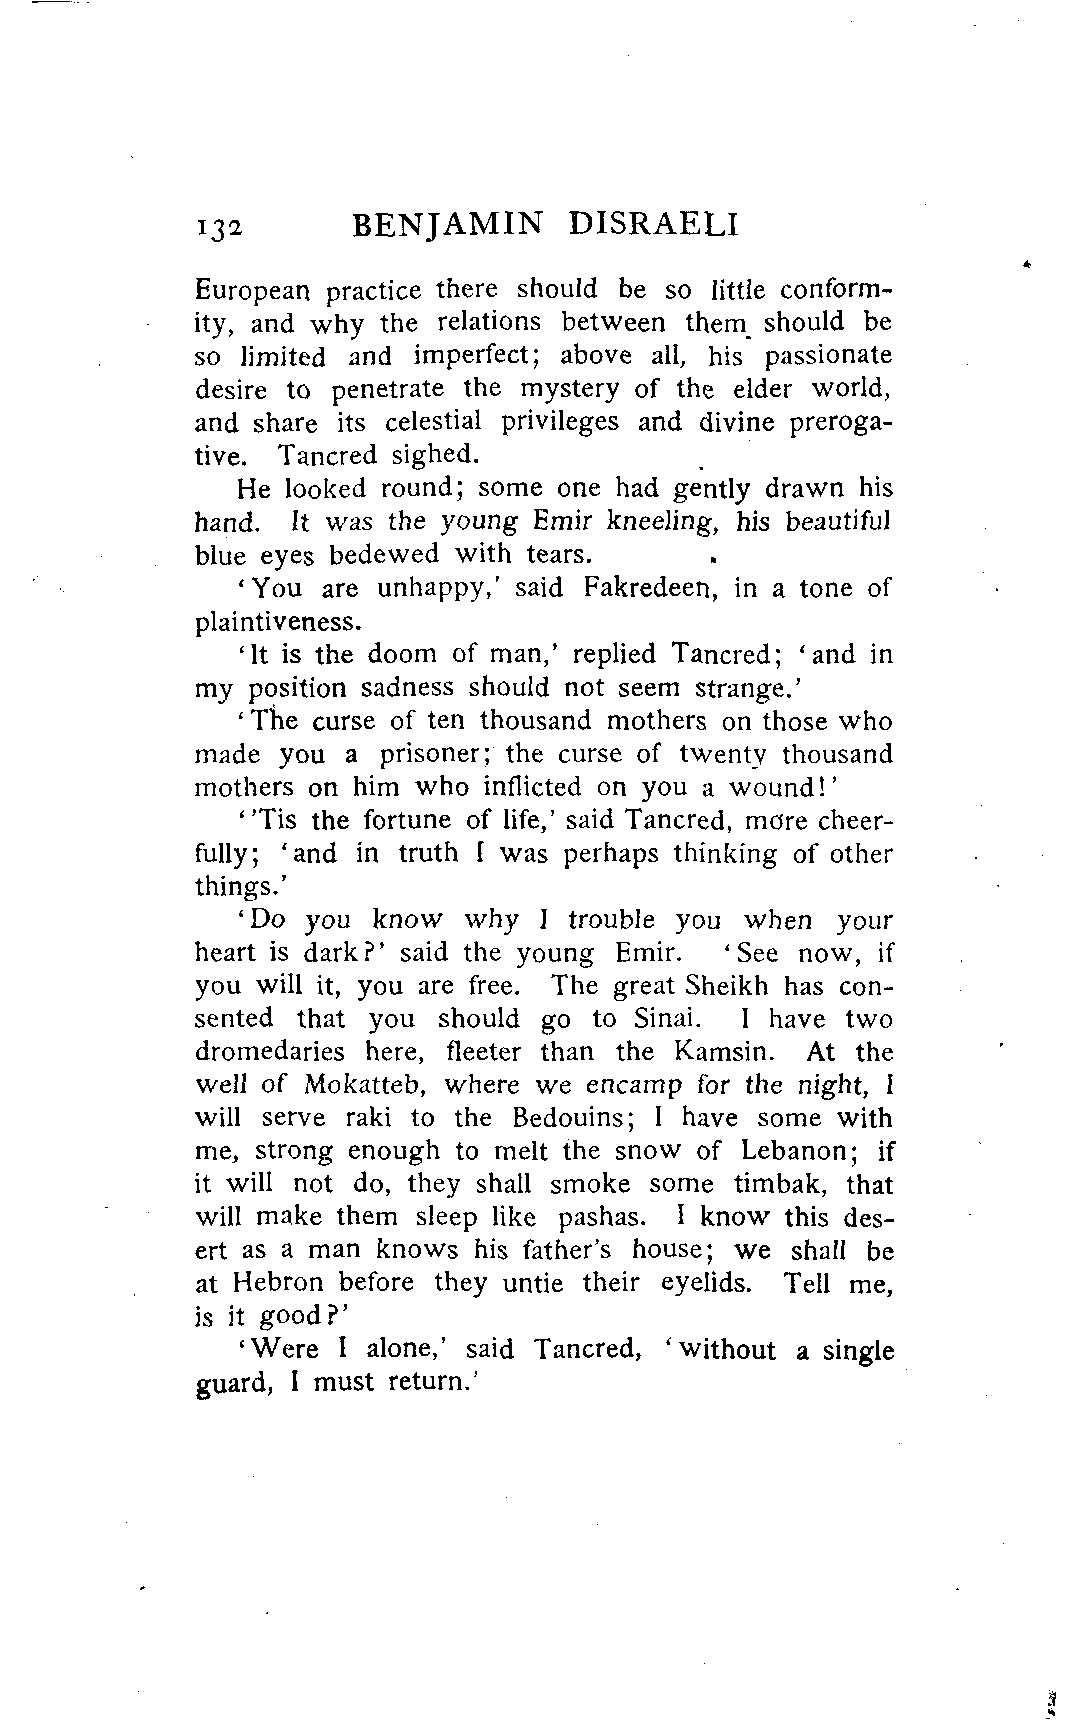 132 BENJAMIN DISRAELI
European practice there should be so little conform-
ity, and why the relations between them should be
so limited and imperfect; above all, his passionate
desire to penetrate the mystery of the elder world,
and share its celestial privileges and divine preroga-
tive. Tancred sighed.
He looked round; some one had gently drawn his
hand. It was the young Emir kneeling, his beautiful
blue eyes bedewed with tears.
‘You are unhappy,’ said Fakredeen, in a tone of
plaintiveness.
‘It is the doom of man,’ replied Tancred; ‘and in
my position sadness should not seem strange.’
‘The curse of ten thousand mothers on those who
made you a prisoner; the curse of twenty thousand
mothers on him who inflicted on you a wound!’
‘’Tis the fortune of life,’ said Tancred, more cheer-
fully; ‘and in truth I was perhaps thinking of other
things.’
‘Do you know why I trouble you when your
heart is dark?’ said the young Emir. ‘See now, if
you will it, you are free. The great Sheikh has con-
sented that you should go to Sinai. I have two
dromedaries here, fleeter than the Kamsin. At the
well of Mokatteb, where we encamp for the night, I
will serve raki to the Bedouins; I have some with
me, strong enough to melt the snow of Lebanon; if
it will not do, they shall smoke some timbak, that
will make them sleep like pashas. I know this des-
ert as a man knows his father’s house; we shall be
at Hebron before they untie their eyelids. Tell me,
is it good?’
‘Were I alone,’ said Tancred, ‘without a single
guard, I must return.’